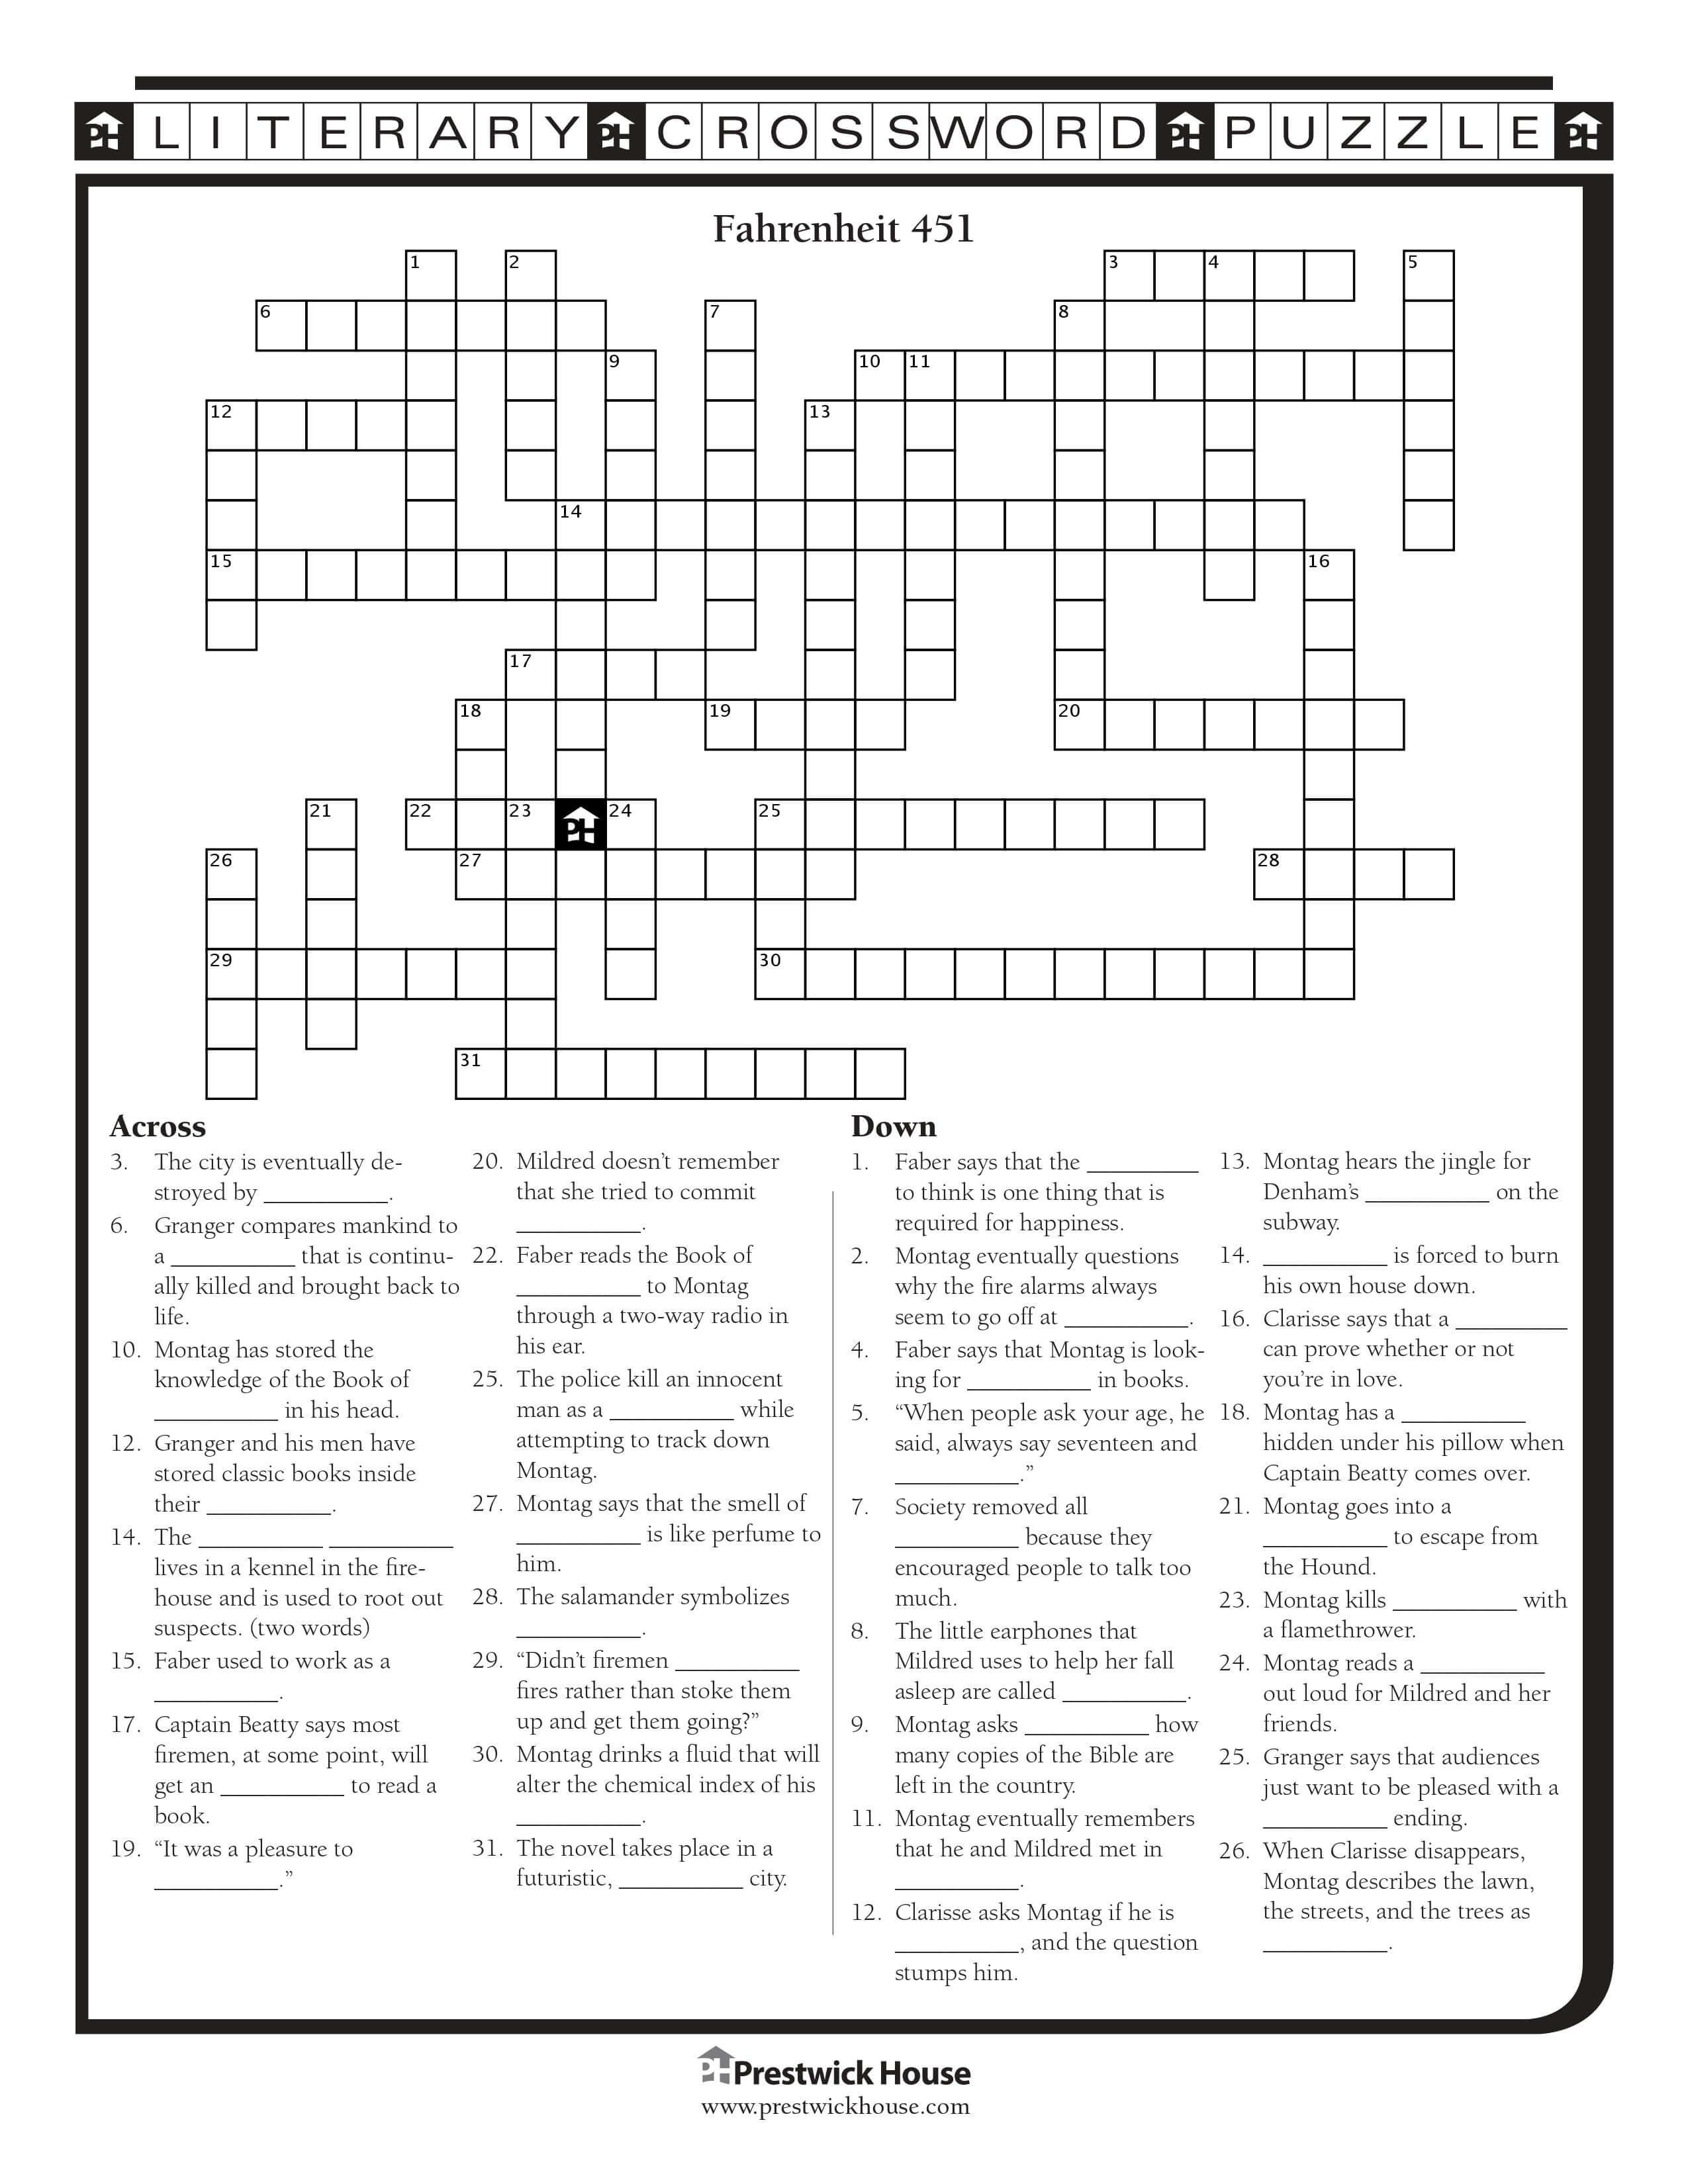 LITERARY CROSSWORD PUZZLE
Fahrenheit 451
1 2 3 4 5
6 7 8
9 10 11
12 13
14
15 16
17
18 19 20
21 22 23 PH 24 25
26 27 28
29 30
31
Across
3. The city is eventually de-
stroyed by __________.
6. Granger compares mankind to
a __________ that is continu-
ally killed and brought back to
life.
10. Montag has stored the
knowledge of the Book of
__________ in his head.
12. Granger and his men have
stored classic books inside
their __________.
14. The __________ __________
lives in a kennel in the fire-
house and is used to root out
suspects. (two words)
15. Faber used to work as a
__________.
17. Captain Beatty says most
firemen, at some point, will
get an __________ to read a
book.
19. “It was a pleasure to
__________.”
20. Mildred doesn’t remember
that she tried to commit
__________.
22. Faber reads the Book of
__________ to Montag
through a two-way radio in
his ear.
25. The police kill an innocent
man as a __________ while
attempting to track down
Montag.
27. Montag says that the smell of
__________ is like perfume to
him.
28. The salamander symbolizes
__________.
29. “Didn’t firemen __________
fires rather than stoke them
up and get them going?”
30. Montag drinks a fluid that will
alter the chemical index of his
__________.
31. The novel takes place in a
futuristic, __________ city.
Down
1. Faber says that the _________
to think is one thing that is
required for happiness.
2. Montag eventually questions
why the fire alarms always
seem to go off at __________.
4. Faber says that Montag is look-
ing for __________ in books.
5. “When people ask your age, he
said, always say seventeen and
__________.”
7. Society removed all
__________ because they
encouraged people to talk too
much.
8. The little earphones that
Mildred uses to help her fall
asleep are called __________.
9. Montag asks __________ how
many copies of the Bible are
left in the country.
11. Montag eventually remembers
that he and Mildred met in
__________.
12. Clarisse asks Montag if he is
__________, and the question
stumps him.
13. Montag hears the jingle for
Denham’s __________ on the
subway.
14. __________ is forced to burn
his own house down.
16. Clarisse says that a _________
can prove whether or not
you’re in love.
18. Montag has a __________
hidden under his pillow when
Captain Beatty comes over.
21. Montag goes into a
__________ to escape from
the Hound.
23. Montag kills __________ with
a flamethrower.
24. Montag reads a __________
out loud for Mildred and her
friends.
25. Granger says that audiences
just want to be pleased with a
__________ ending.
26. When Clarisse disappears,
Montag describes the lawn,
the streets, and the trees as
__________.
PH Prestwick House
www.prestwickhouse.com